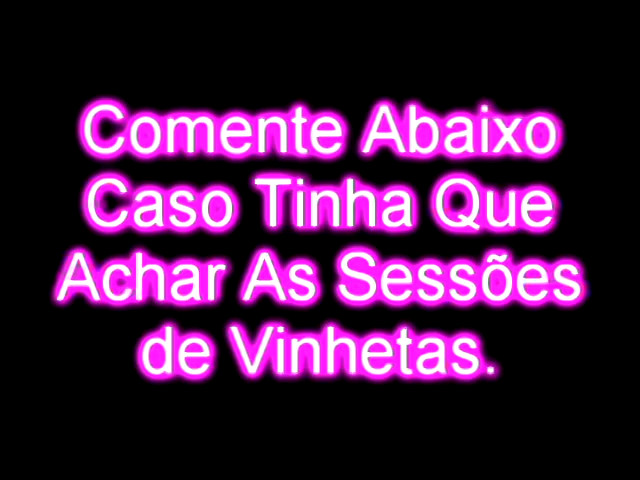 Comente Abaixo
Caso Tinha Que
Achar As Sessões
de Vinhetas.